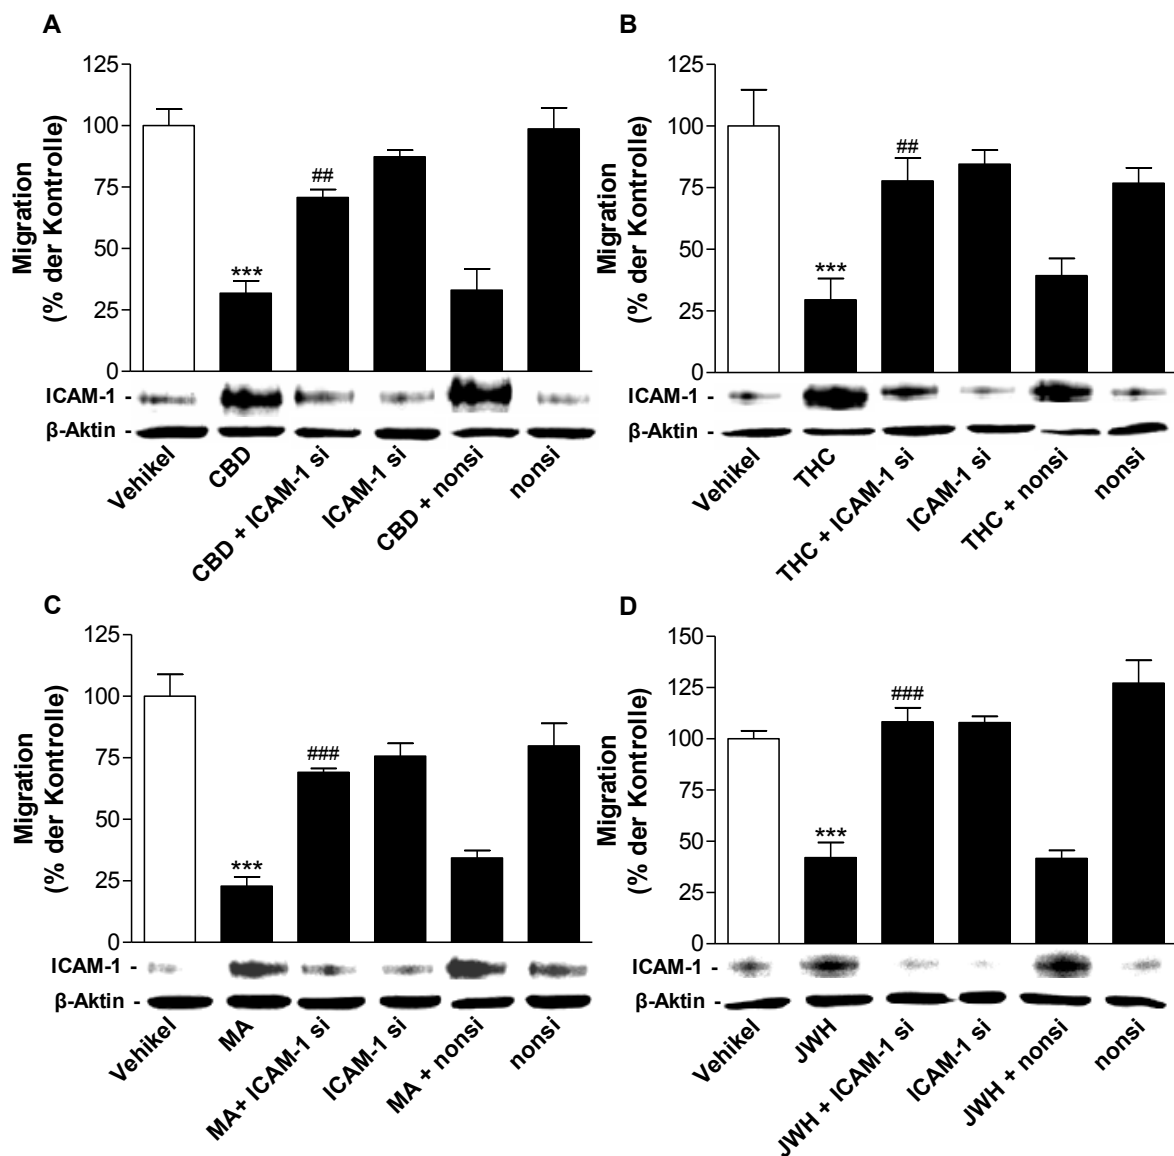 A
Migration
(% der Kontrolle)
125
100
75
50
25
0
***
##
ICAM-1 -
β-Aktin -
Vehikel
CBD
CBD + ICAM-1 si
ICAM-1 si
CBD + nonsi
nonsi
B
Migration
(% der Kontrolle)
125
100
75
50
25
0
***
##
ICAM-1 -
β-Aktin -
Vehikel
THC
THC + ICAM-1 si
ICAM-1 si
THC + nonsi
nonsi
C
Migration
(% der Kontrolle)
125
100
75
50
25
0
***
###
ICAM-1 -
β-Aktin -
Vehikel
MA
MA+ ICAM-1 si
ICAM-1 si
MA + nonsi
nonsi
D
Migration
(% der Kontrolle)
150
125
100
75
50
25
0
***
###
ICAM-1 -
β-Aktin -
Vehikel
JWH
JWH + ICAM-1 si
ICAM-1 si
JWH + nonsi
nonsi